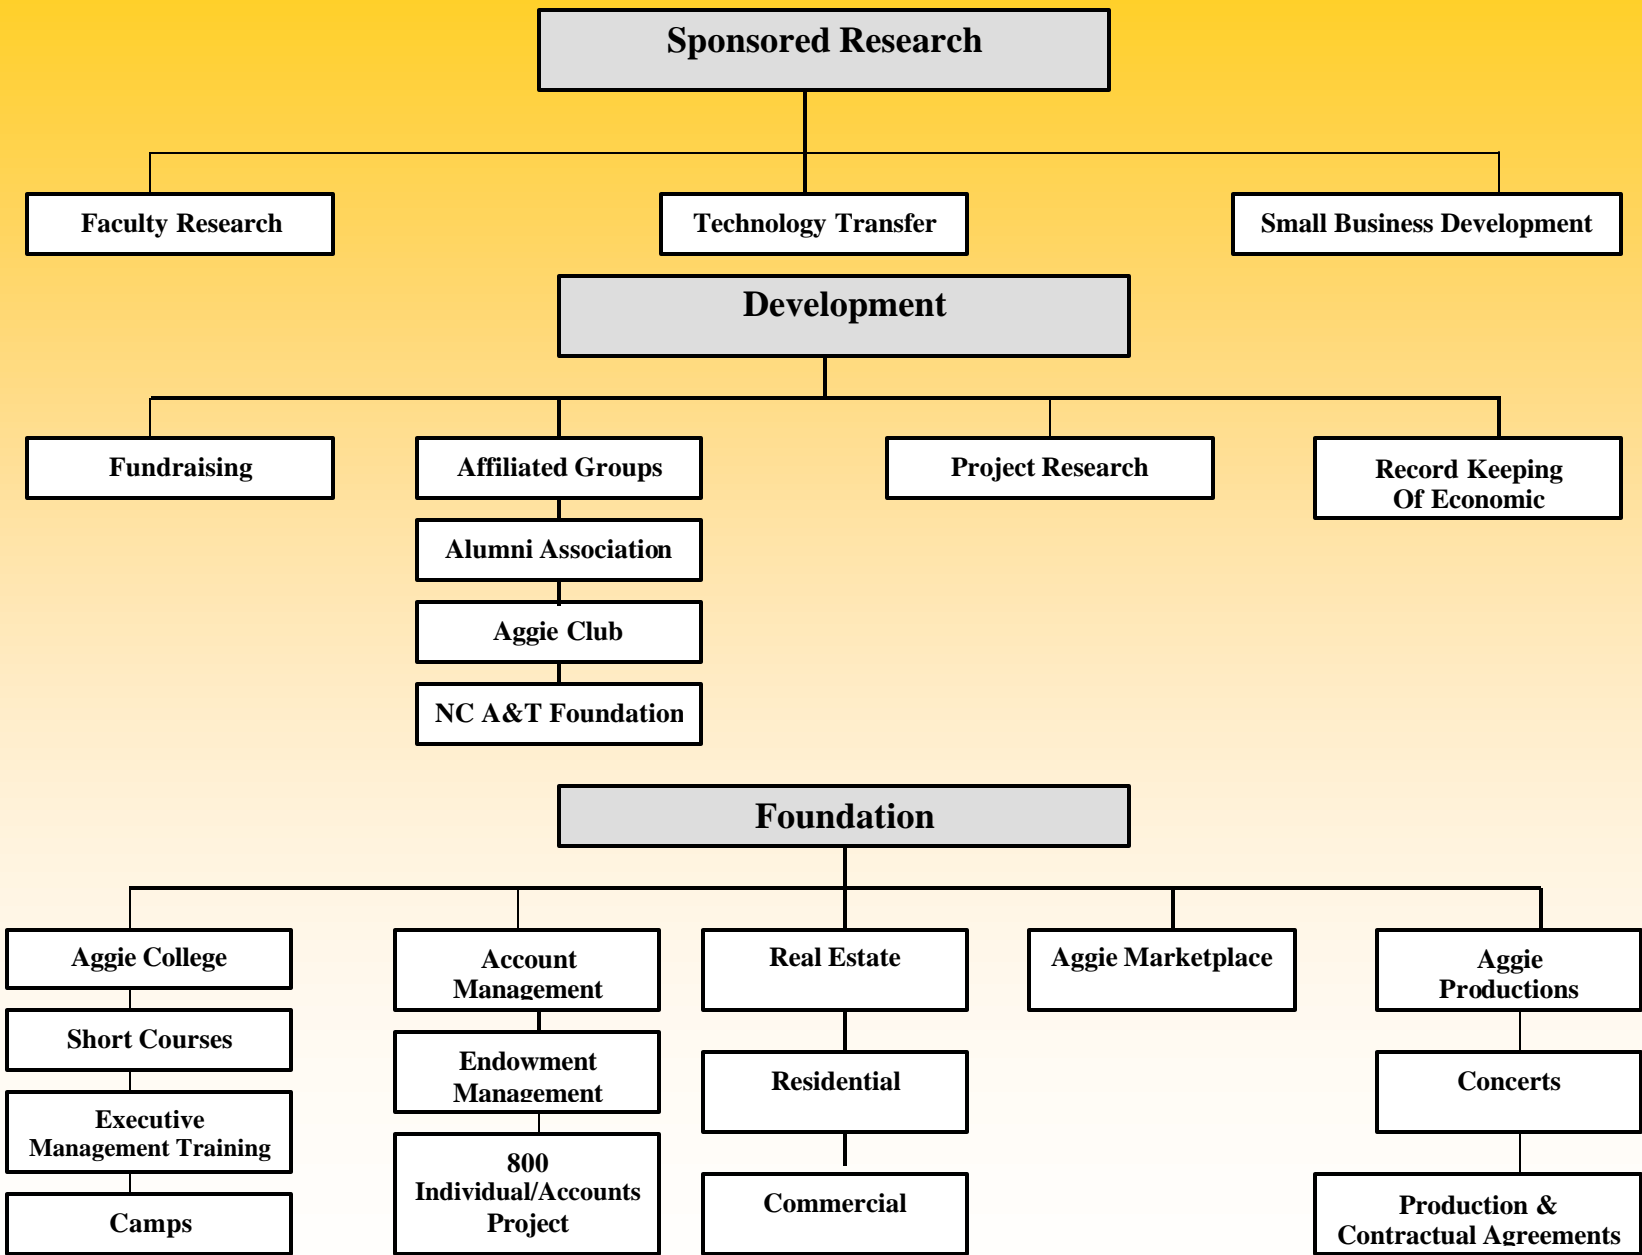 Sponsored Research
Faculty Research
Technology Transfer
Small Business Development
Development
Fundraising
Affiliated Groups
Project Research
Record Keeping
Of Economic
Alumni Association
Aggie Club
NC A&T Foundation
Foundation
Aggie College
Account
Management
Real Estate
Aggie Marketplace
Aggie
Productions
Short Courses
Endowment
Management
Residential
Concerts
Executive
Management Training
800
Individual/Accounts
Project
Commercial
Production &
Contractual Agreements
Camps